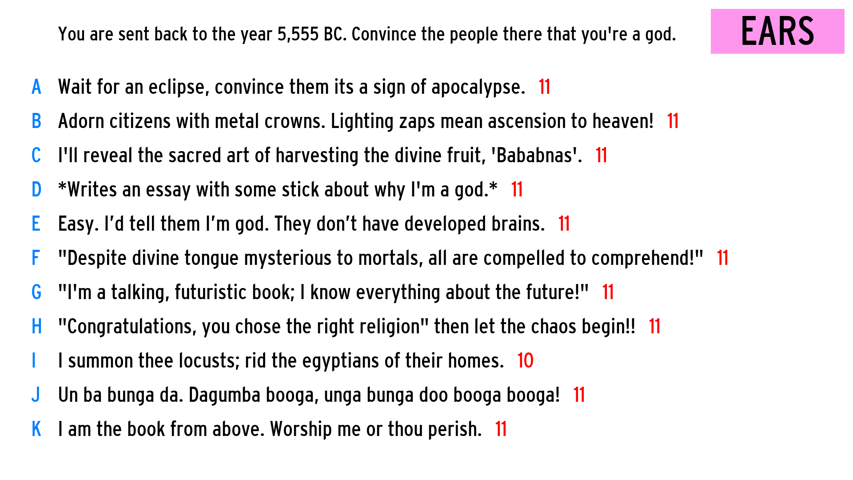 You are sent back to the year 5,555 BC. Convince the people there that you're a god.
EARS
A Wait for an eclipse, convince them its a sign of apocalypse. 11
B Adorn citizens with metal crowns. Lighting zaps mean ascension to heaven! 11
C I'll reveal the sacred art of harvesting the divine fruit, 'Bababnas'. 11
D *Writes an essay with some stick about why I'm a god.* 11
E Easy. I’d tell them I’m god. They don’t have developed brains. 11
F "Despite divine tongue mysterious to mortals, all are compelled to comprehend!" 11
G "I'm a talking, futuristic book; I know everything about the future!" 11
H "Congratulations, you chose the right religion" then let the chaos begin!! 11
I I summon thee locusts; rid the egyptians of their homes. 10
J Un ba bunga da. Dagumba booga, unga bunga doo booga booga! 11
K I am the book from above. Worship me or thou perish. 11